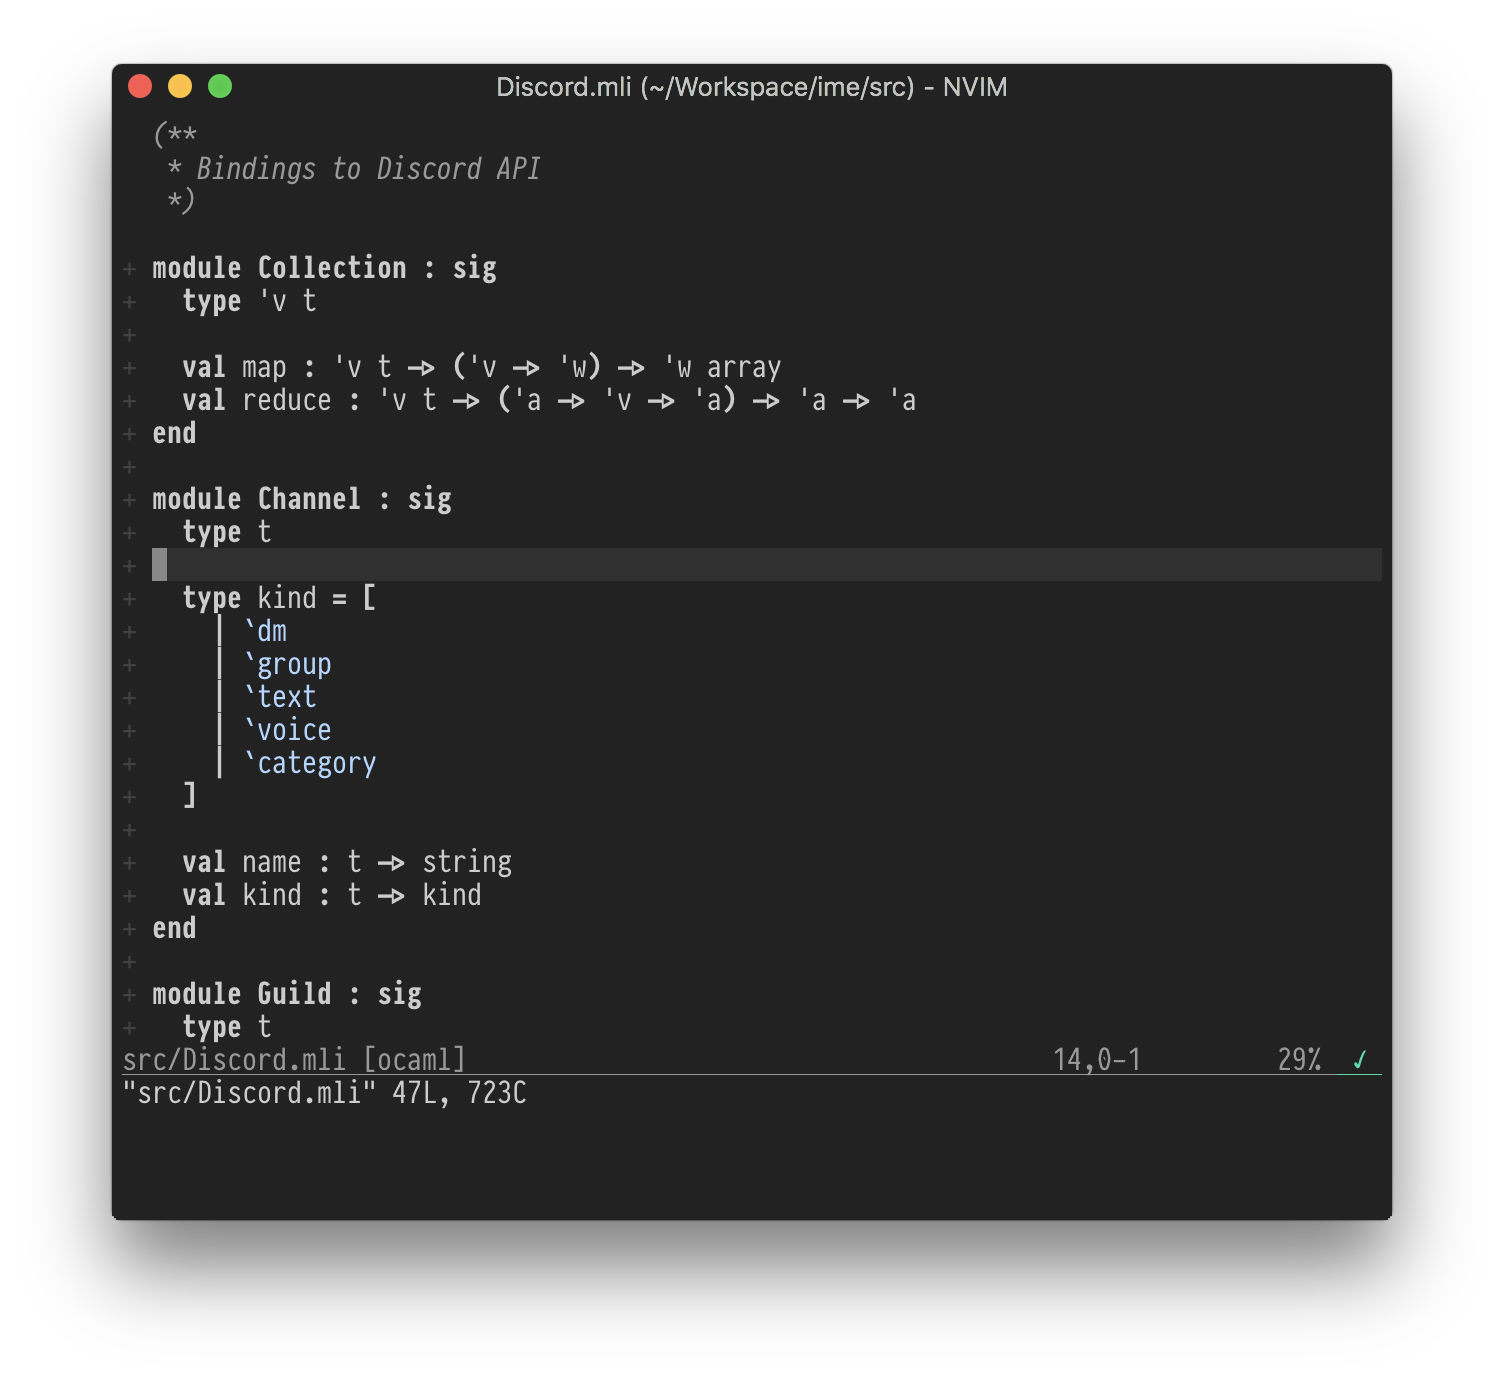 Discord.mli (~/Workspace/ime/src) - NVIM
(**
 * Bindings to Discord API
 *)
+ module Collection : sig
+   type 'v t
+
+   val map : 'v t -> ('v -> 'w) -> 'w array
+   val reduce : 'v t -> ('a -> 'v -> 'a) -> 'a -> 'a
+ end
+
+ module Channel : sig
+   type t
+
+   type kind = [
+     | `dm
+     | `group
+     | `text
+     | `voice
+     | `category
+   ]
+
+   val name : t -> string
+   val kind : t -> kind
+ end
+
+ module Guild : sig
+   type t
src/Discord.mli [ocaml] 14,0-1 29% ✓
"src/Discord.mli" 47L, 723C